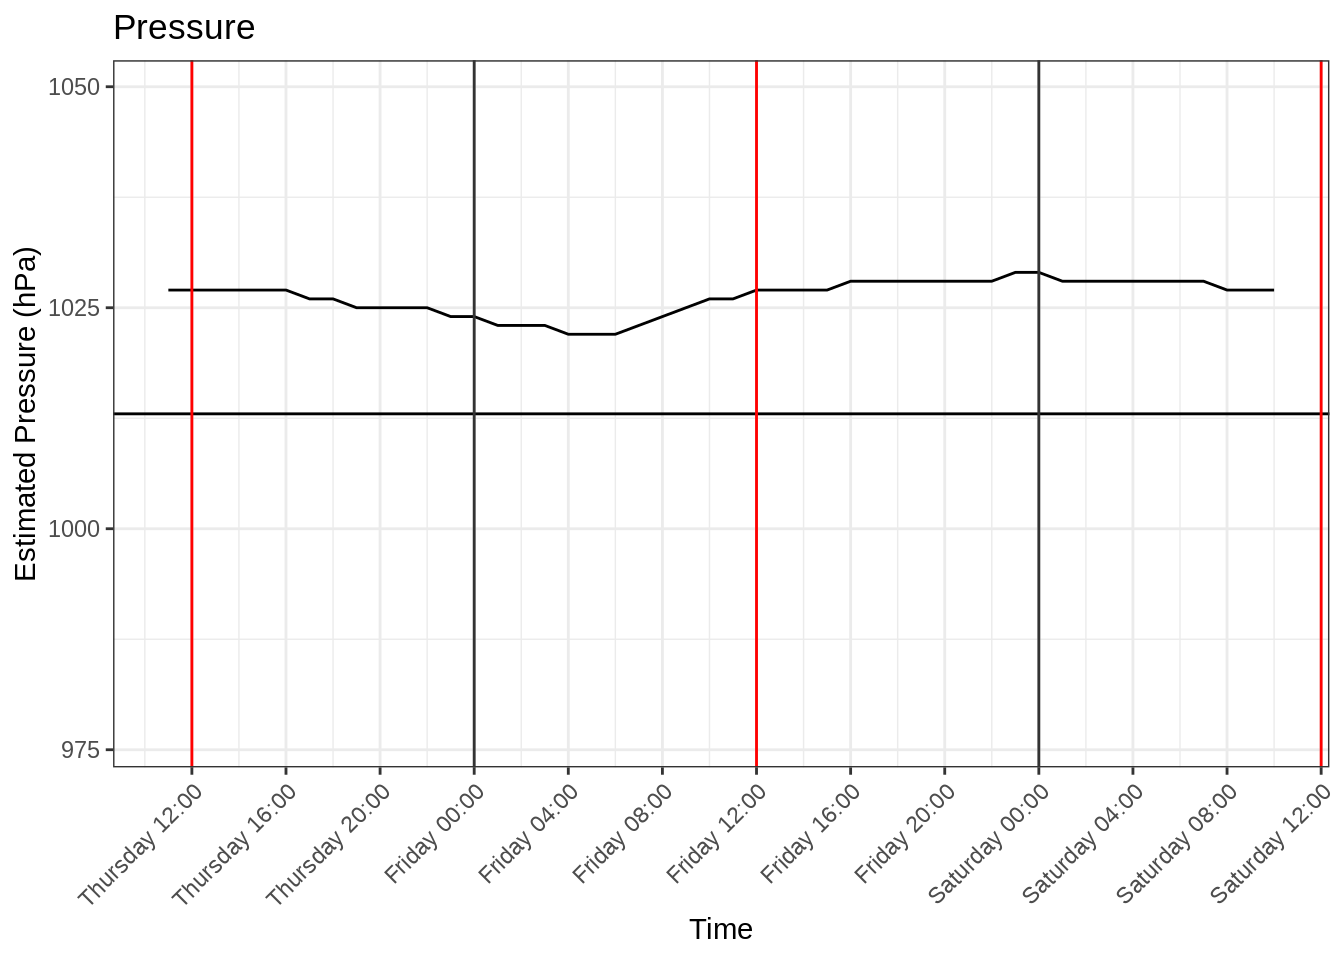 Pressure
Estimated Pressure (hPa)
1050
1025
1000
975
Thursday 12:00
Thursday 16:00
Thursday 20:00
Friday 00:00
Friday 04:00
Friday 08:00
Friday 12:00
Friday 16:00
Friday 20:00
Saturday 00:00
Saturday 04:00
Saturday 08:00
Saturday 12:00
Time